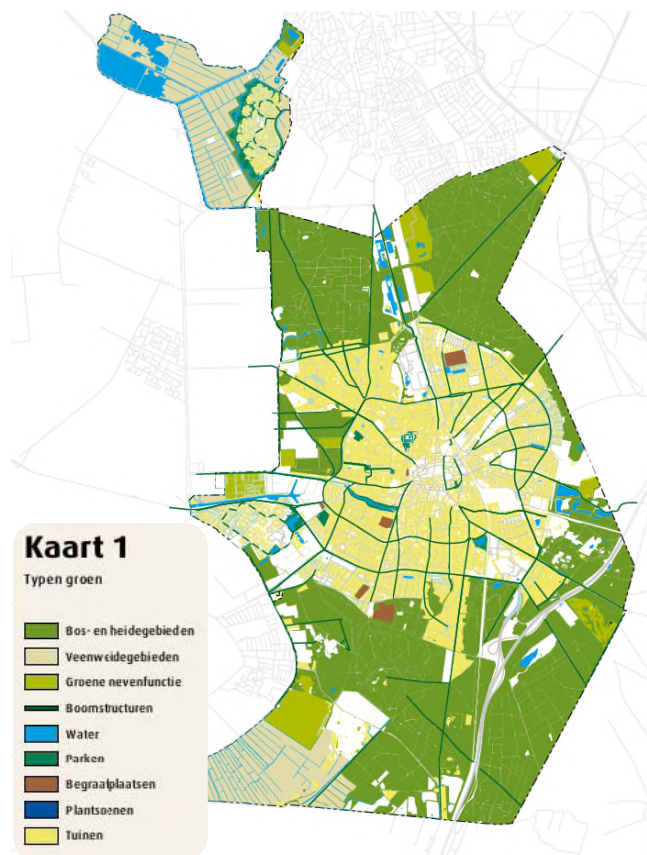 Kaart 1
Typen groen
Bos- en heidegebieden
Veenweidegebieden
Groene nevenfunctie
Boomstructuren
Water
Parken
Begraafplaatsen
Plantsoenen
Tuinen